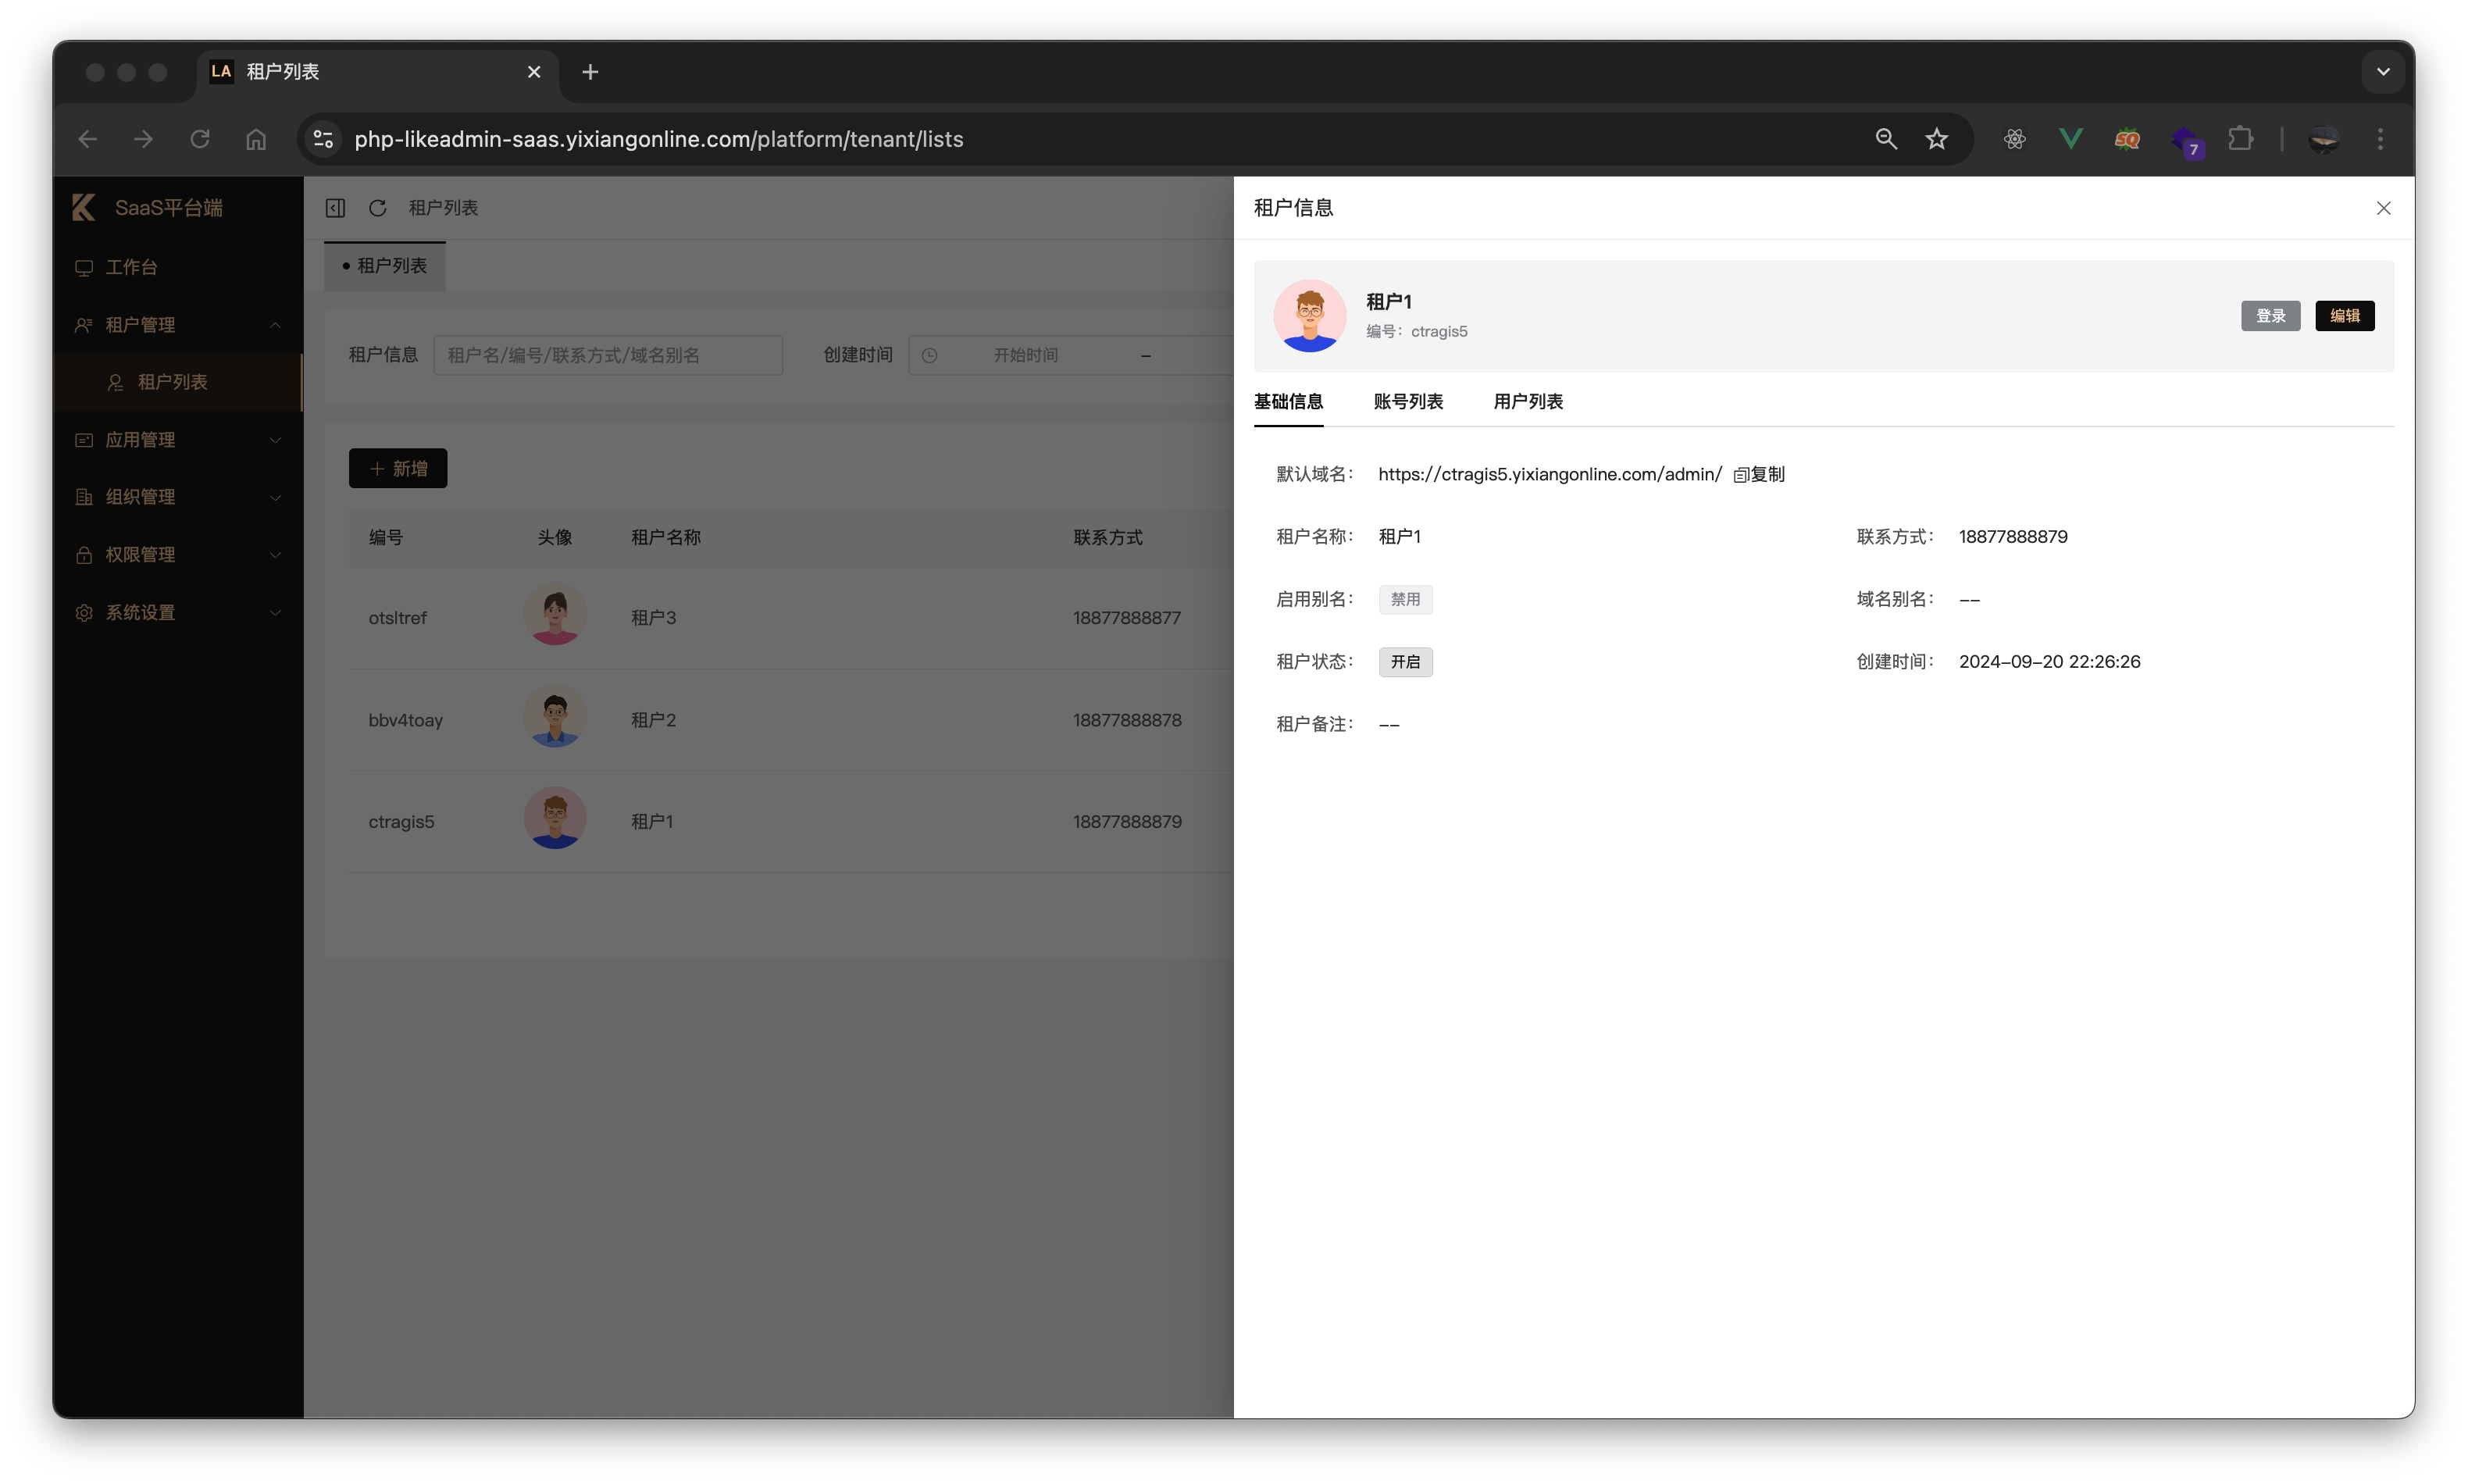 LA 租户列表
php-likeadmin-saas.yixiangonline.com/platform/tenant/lists
SQ
7
SaaS平台端
工作台
租户管理
租户列表
应用管理
组织管理
权限管理
系统设置
租户列表
租户列表
租户信息 租户名/编号/联系方式/域名别名 创建时间 开始时间 –
新增
编号 头像 租户名称 联系方式
otsltref 租户3 18877888877
bbv4toay 租户2 18877888878
ctragis5 租户1 18877888879
租户信息
租户1
编号：ctragis5
登录 编辑
基础信息 账号列表 用户列表
默认域名： https://ctragis5.yixiangonline.com/admin/ 复制
租户名称： 租户1 联系方式： 18877888879
启用别名： 禁用 域名别名： --
租户状态： 开启 创建时间： 2024-09-20 22:26:26
租户备注： --